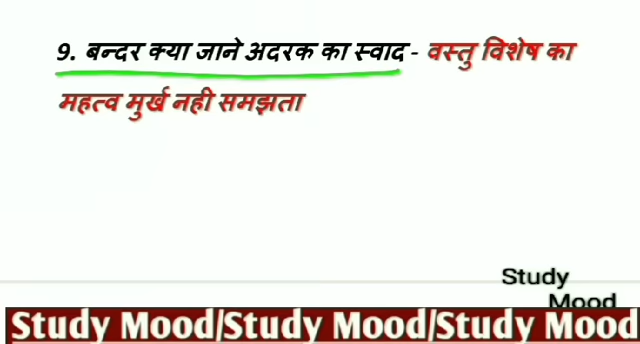 9. बन्दर क्या जाने अदरक का स्वाद - वस्तु विशेष का
महत्व मुर्ख नही समझता
Study
Mood
Study Mood/Study Mood/Study Mood